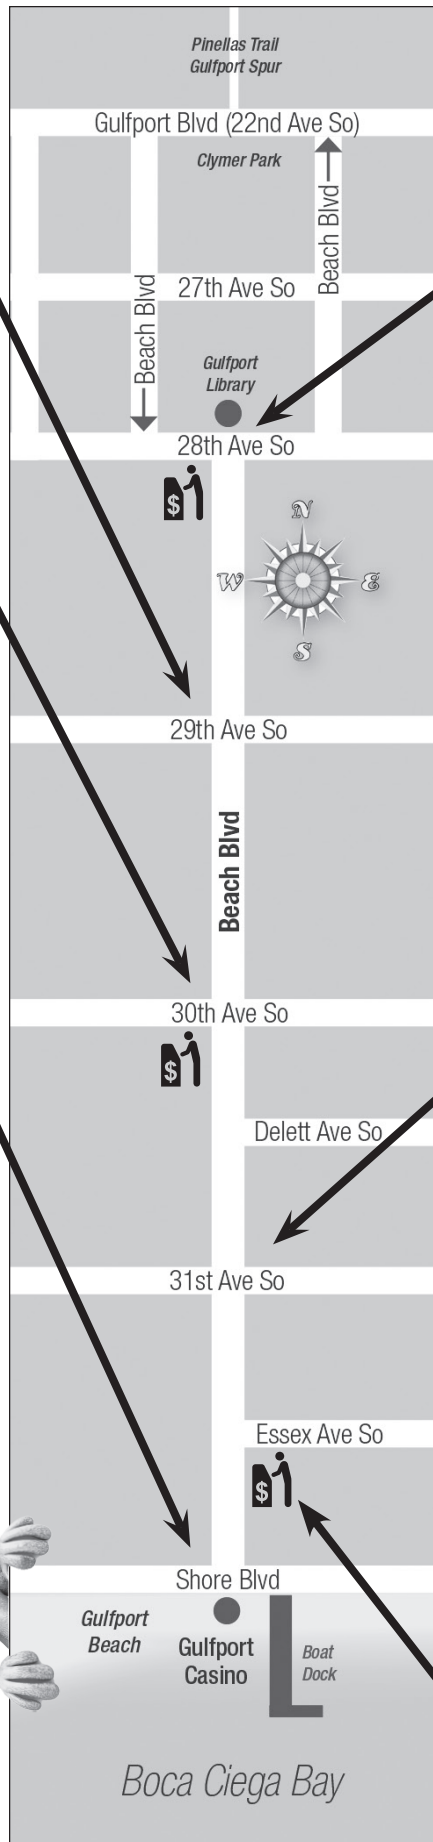 Pinellas Trail
Gulfport Spur
Gulfport Blvd (22nd Ave So)
Clymer Park
Beach Blvd
27th Ave So
Beach Blvd
Gulfport
Library
28th Ave So
$
N
W
E
S
29th Ave So
Beach Blvd
30th Ave So
$
Delett Ave So
31st Ave So
Essex Ave So
$
Shore Blvd
Gulfport
Beach
Gulfport
Casino
Boat
Dock
Boca Ciega Bay